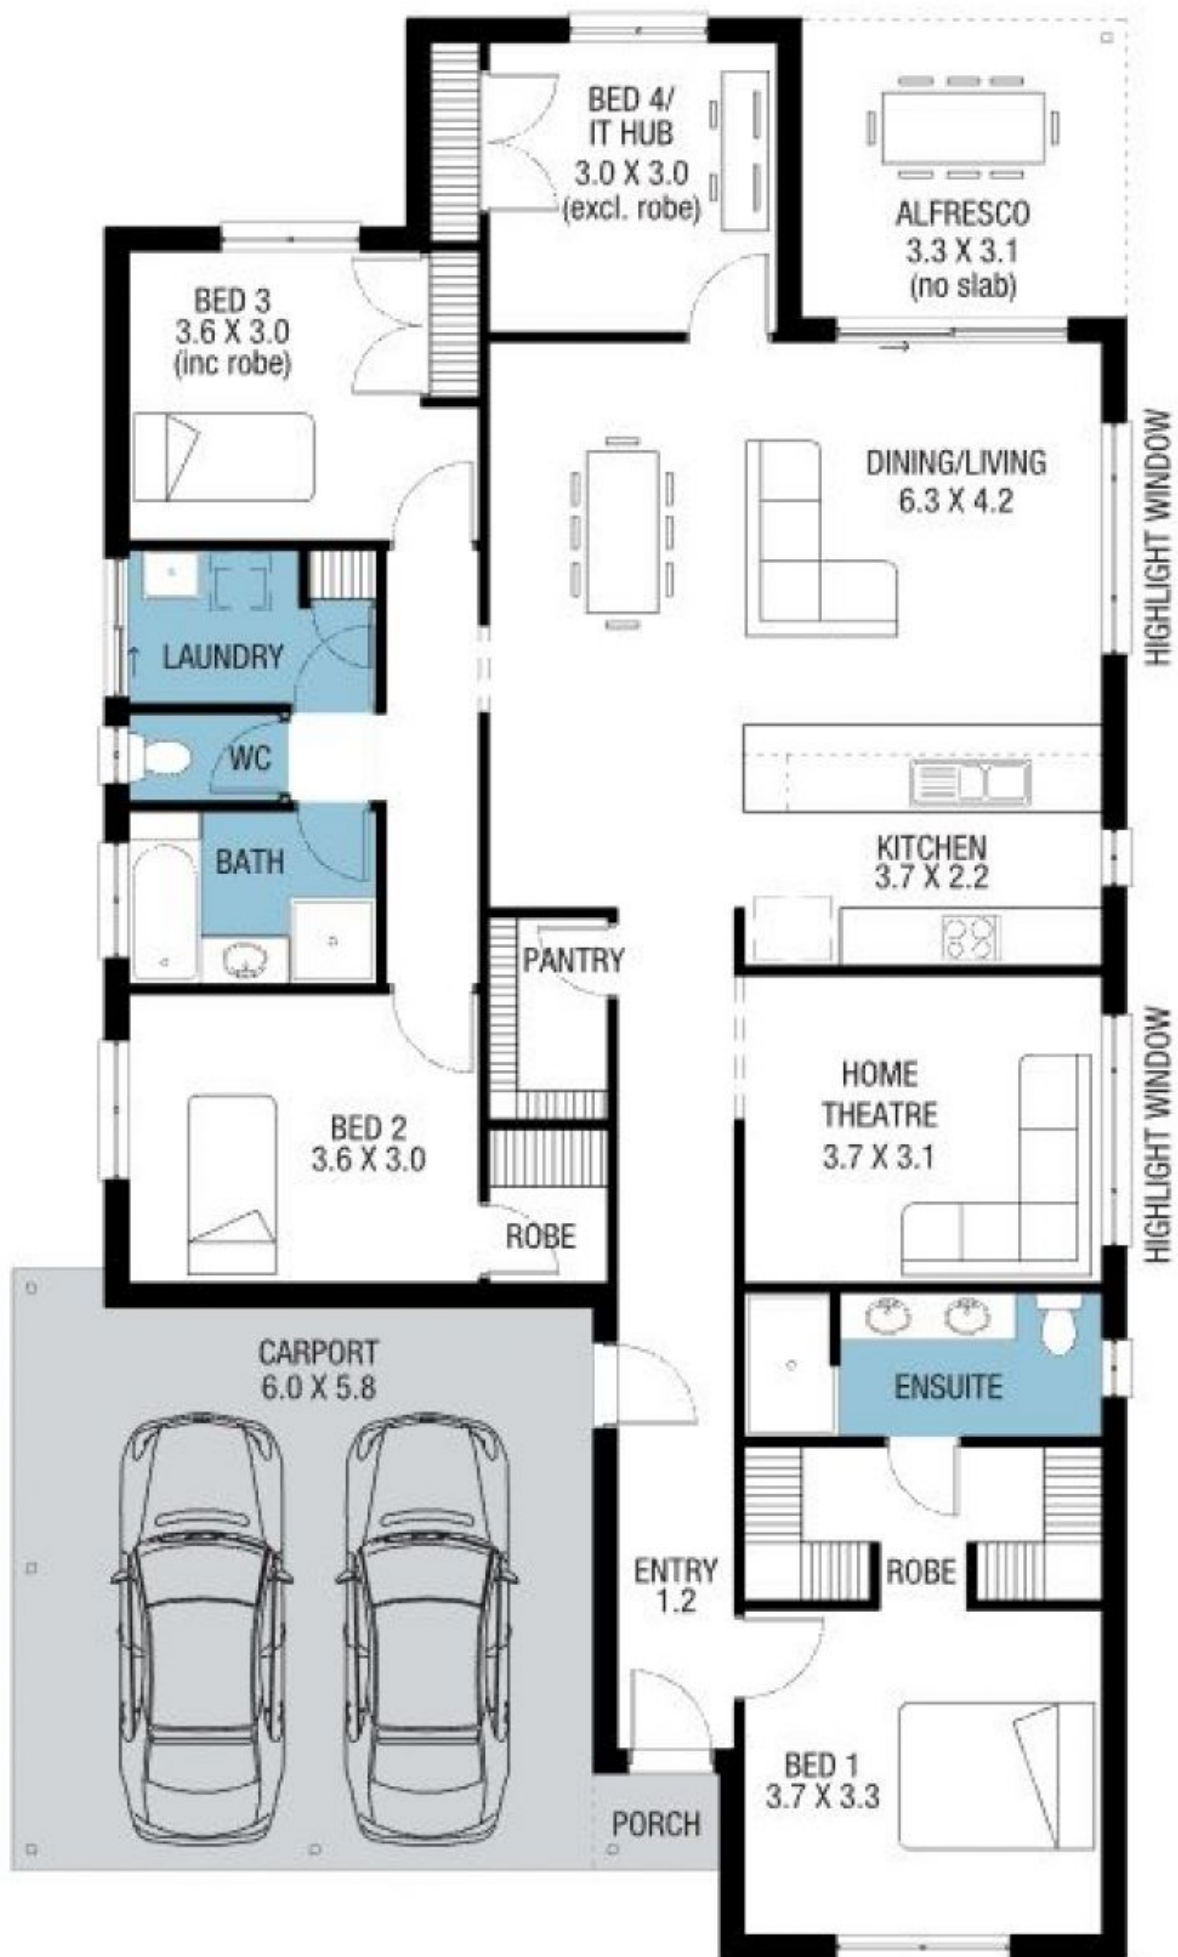 BED 4/
IT HUB
3.0 X 3.0
(excl. robe)
ALFRESCO
3.3 X 3.1
(no slab)
BED 3
3.6 X 3.0
(inc robe)
DINING/LIVING
6.3 X 4.2
HIGHLIGHT WINDOW
LAUNDRY
WC
BATH
KITCHEN
3.7 X 2.2
PANTRY
HOME
THEATRE
3.7 X 3.1
HIGHLIGHT WINDOW
BED 2
3.6 X 3.0
ROBE
CARPORT
6.0 X 5.8
ENSUITE
ENTRY
1.2
ROBE
BED 1
3.7 X 3.3
PORCH